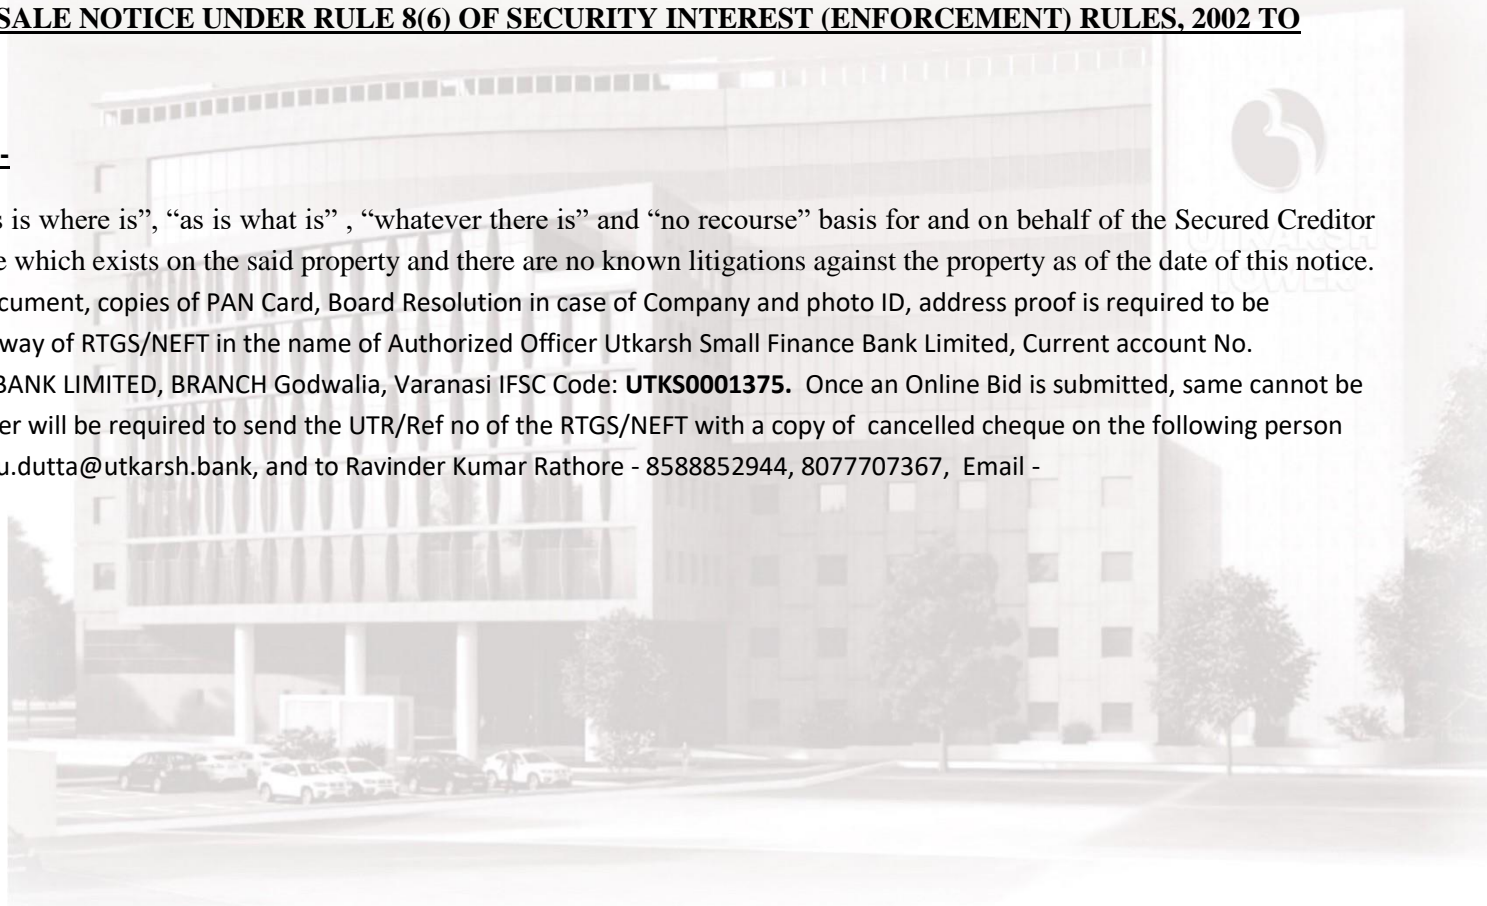 SALE NOTICE UNDER RULE 8(6) OF SECURITY INTEREST (ENFORCEMENT) RULES, 2002 TO
-
s is where is”, “as is what is” , “whatever there is” and “no recourse” basis for and on behalf of the Secured Creditor
e which exists on the said property and there are no known litigations against the property as of the date of this notice.
UTKARSH
TOWER
cument, copies of PAN Card, Board Resolution in case of Company and photo ID, address proof is required to be
way of RTGS/NEFT in the name of Authorized Officer Utkarsh Small Finance Bank Limited, Current account No.
BANK LIMITED, BRANCH Godwalia, Varanasi IFSC Code: UTKS0001375. Once an Online Bid is submitted, same cannot be
er will be required to send the UTR/Ref no of the RTGS/NEFT with a copy of cancelled cheque on the following person
u.dutta@utkarsh.bank, and to Ravinder Kumar Rathore - 8588852944, 8077707367, Email -